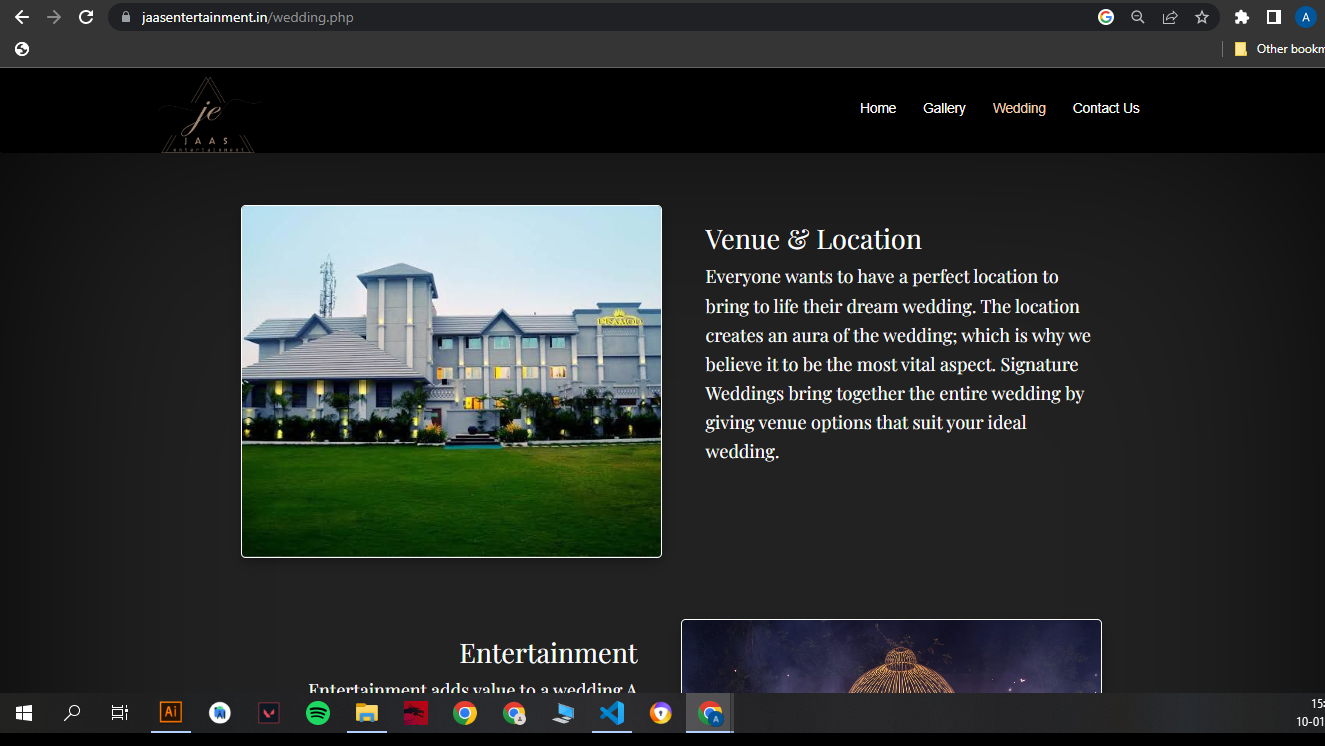 jaasentertainment.in/wedding.php
A
Other bookm
je
JAAS
entertainment
Home Gallery Wedding Contact Us
Venue & Location
Everyone wants to have a perfect location to
bring to life their dream wedding. The location
creates an aura of the wedding; which is why we
believe it to be the most vital aspect. Signature
Weddings bring together the entire wedding by
giving venue options that suit your ideal
wedding.
Entertainment
Entertainment adds value to a wedding A
Ai
A
15:
10-01